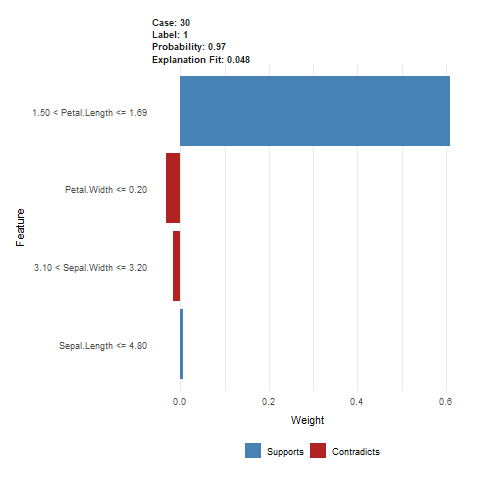 Case: 30
Label: 1
Probability: 0.97
Explanation Fit: 0.048
1.50 < Petal.Length <= 1.69
Petal.Width <= 0.20
3.10 < Sepal.Width <= 3.20
Sepal.Length <= 4.80
Feature
0.0 0.2 0.4 0.6
Weight
Supports Contradicts